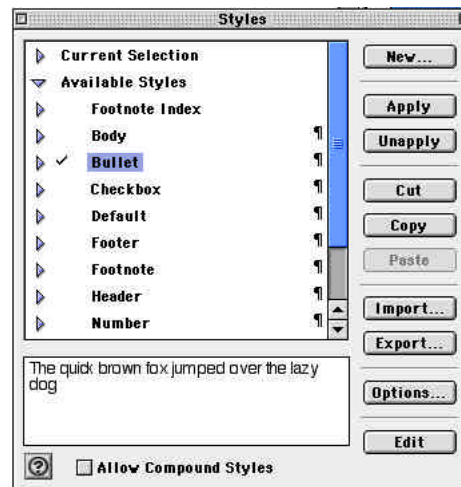 Styles
Current Selection
Available Styles
Footnote Index
Body ¶
✓ Bullet ¶
Checkbox ¶
Default ¶
Footer ¶
Footnote ¶
Header ¶
Number ¶
New...
Apply
Unapply
Cut
Copy
Paste
Import...
Export...
Options...
Edit
The quick brown fox jumped over the lazy
dog
?
Allow Compound Styles